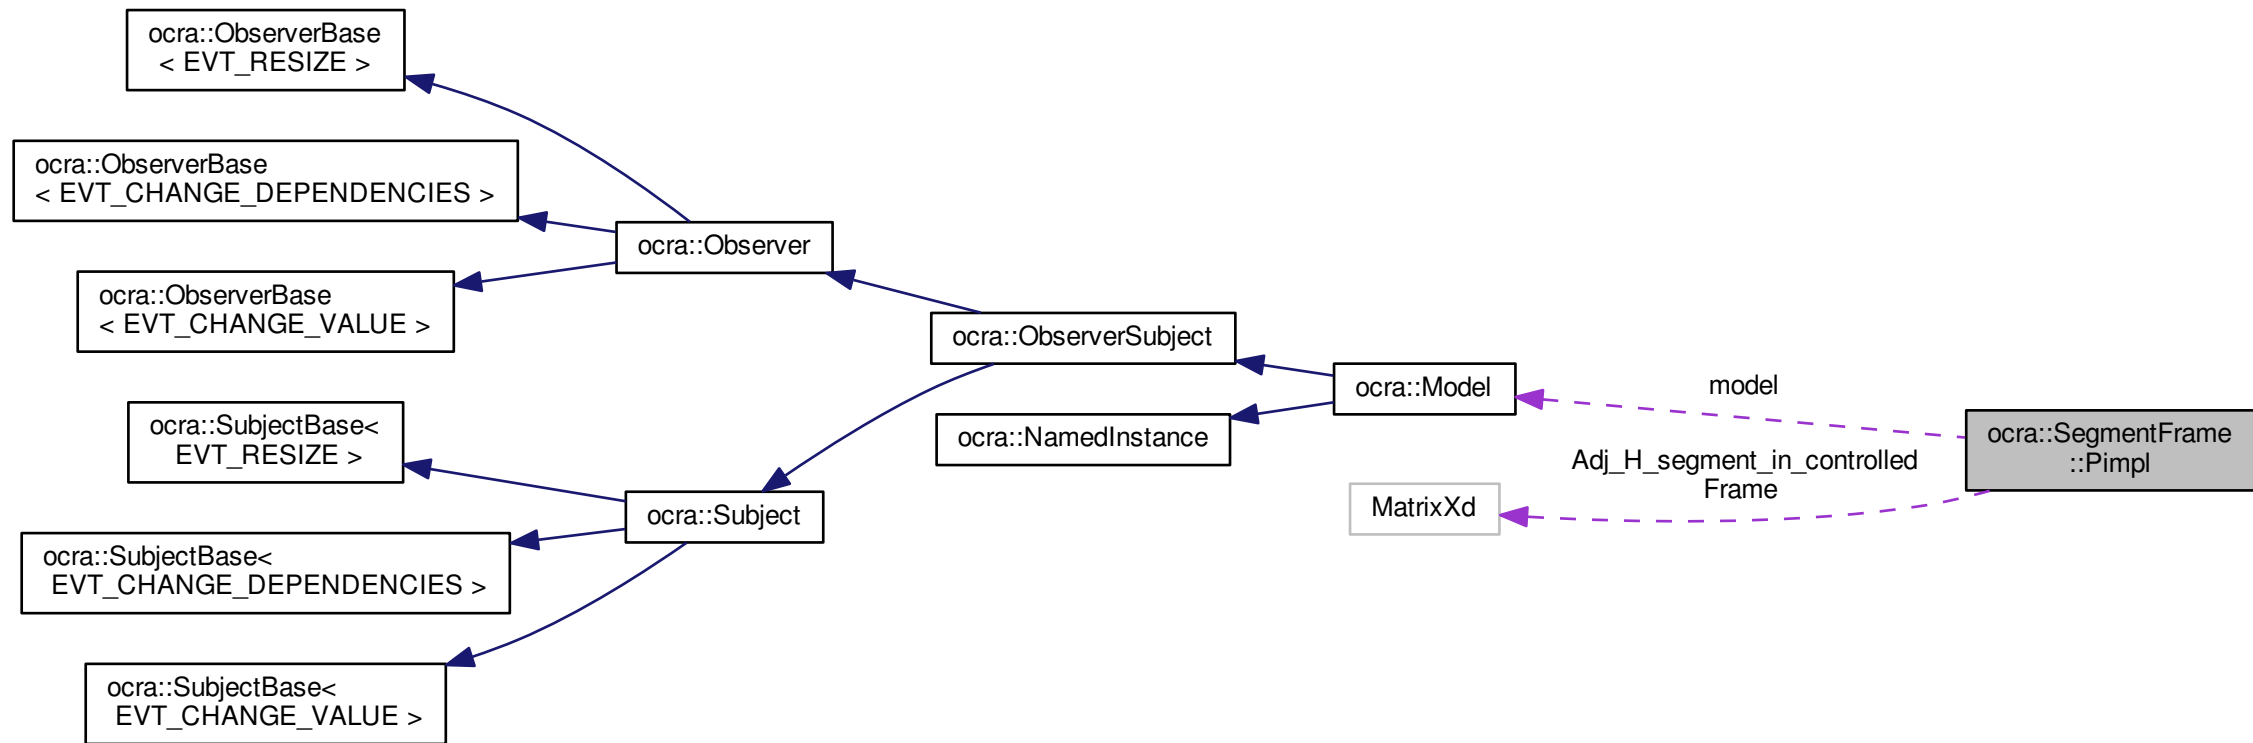 ocra::ObserverBase
< EVT_RESIZE >
ocra::ObserverBase
< EVT_CHANGE_DEPENDENCIES >
ocra::ObserverBase
< EVT_CHANGE_VALUE >
ocra::SubjectBase<
EVT_RESIZE >
ocra::SubjectBase<
EVT_CHANGE_DEPENDENCIES >
ocra::SubjectBase<
EVT_CHANGE_VALUE >
ocra::Observer
ocra::Subject
ocra::ObserverSubject
ocra::NamedInstance
ocra::Model
MatrixXd
model
Adj_H_segment_in_controlled
Frame
ocra::SegmentFrame
::Pimpl